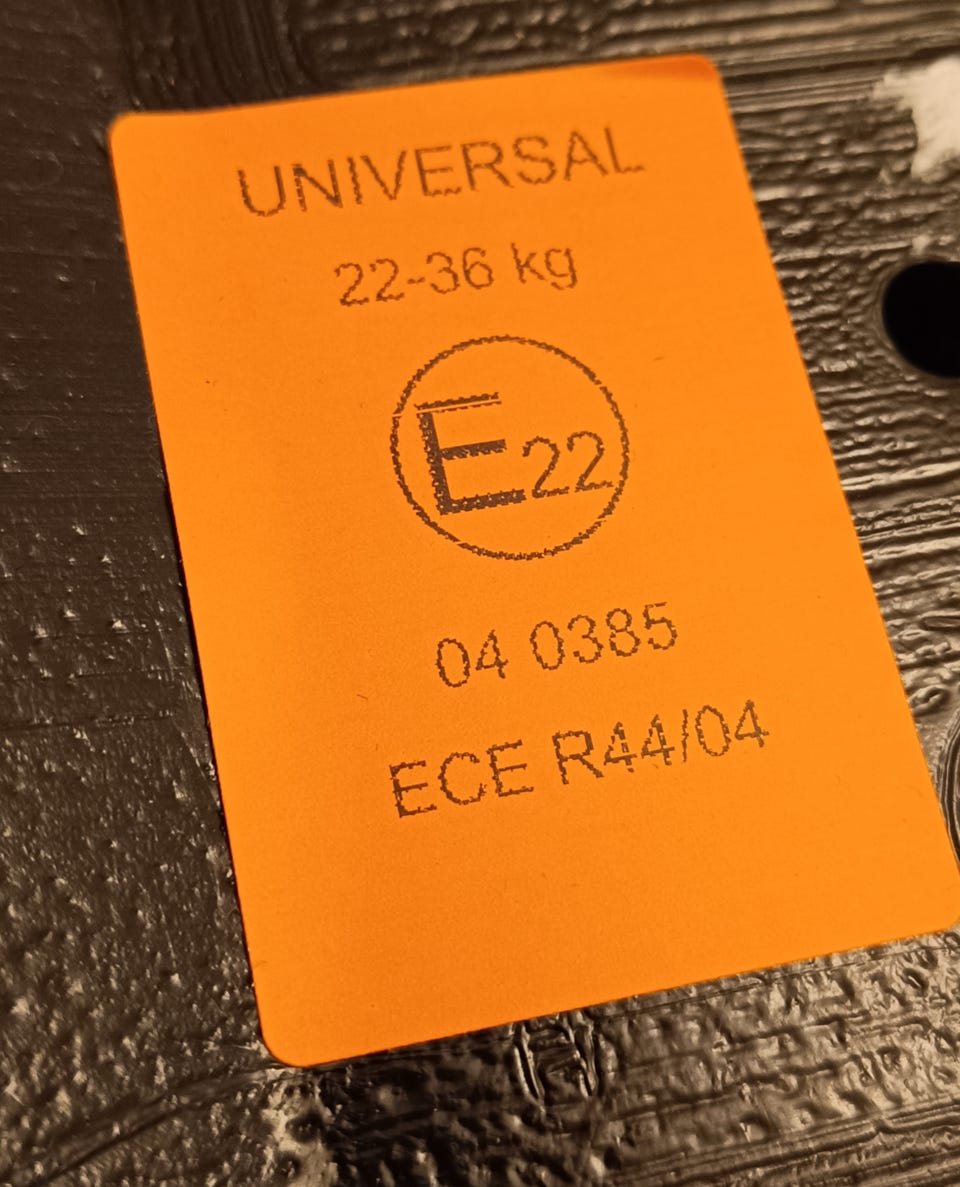 UNIVERSAL
22-36 kg
E22
04 0385
ECE R44/04